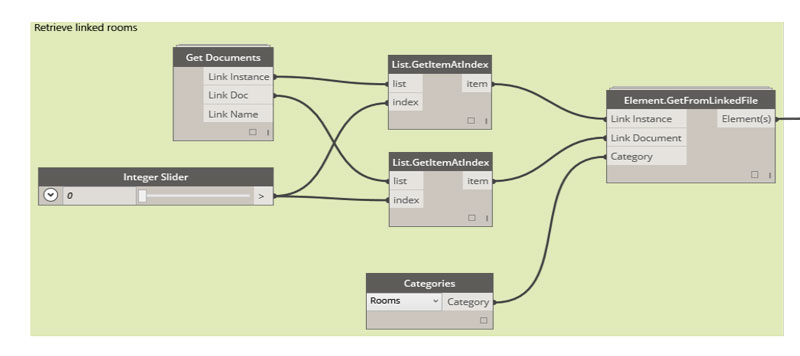 Retrieve linked rooms
Get Documents
Link Instance
Link Doc
Link Name
Integer Slider
0
>
List.GetItemAtIndex
list
item
index
List.GetItemAtIndex
list
item
index
Categories
Rooms
Category
Element.GetFromLinkedFile
Link Instance
Element(s)
Link Document
Category